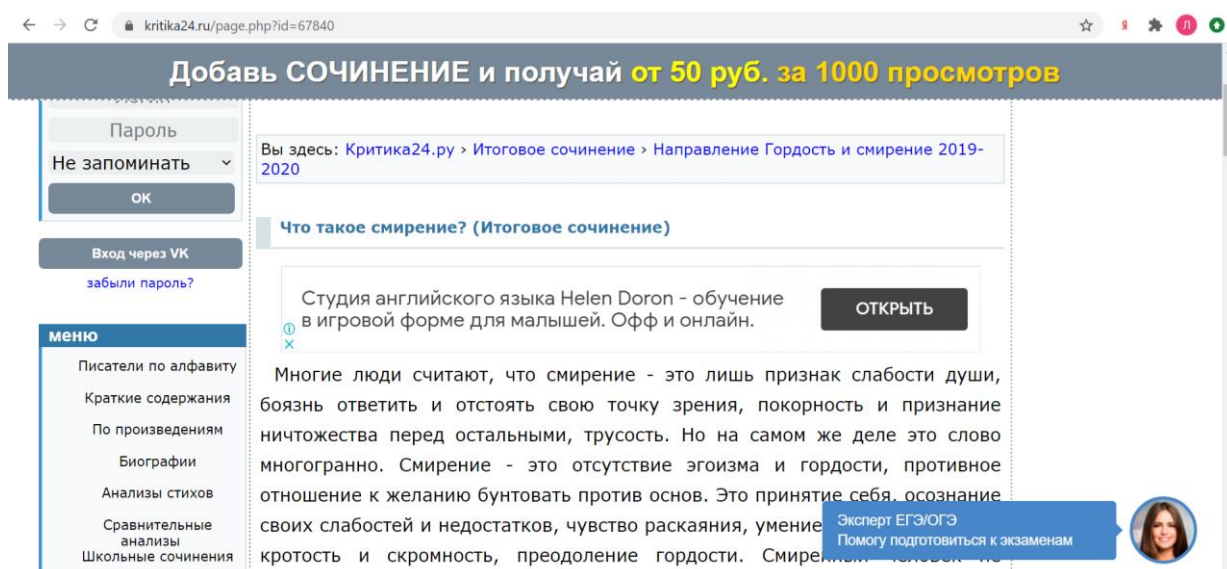 kritika24.ru/page.php?id=67840
Я
Л
Добавь СОЧИНЕНИЕ и получай от 50 руб. за 1000 просмотров
Пароль
Не запоминать
ОК
Вход через VK
забыли пароль?
меню
Писатели по алфавиту
Краткие содержания
По произведениям
Биографии
Анализы стихов
Сравнительные
анализы
Школьные сочинения
Вы здесь: Критика24.ру › Итоговое сочинение › Направление Гордость и смирение 2019-
2020
Что такое смирение? (Итоговое сочинение)
Студия английского языка Helen Doron - обучение
в игровой форме для малышей. Офф и онлайн.
ОТКРЫТЬ
Многие люди считают, что смирение - это лишь признак слабости души,
боязнь ответить и отстоять свою точку зрения, покорность и признание
ничтожества перед остальными, трусость. Но на самом же деле это слово
многогранно. Смирение - это отсутствие эгоизма и гордости, противное
отношение к желанию бунтовать против основ. Это принятие себя, осознание
своих слабостей и недостатков, чувство раскаяния, умение
кротость и скромность, преодоление гордости.
Эксперт ЕГЭ/ОГЭ
Помогу подготовиться к экзаменам